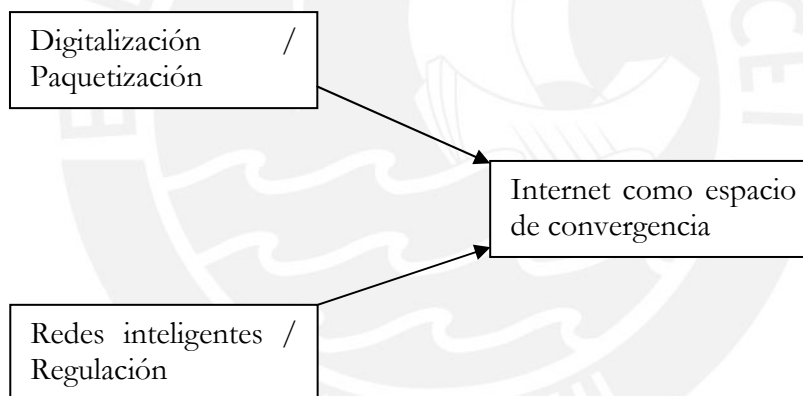 Digitalización /
Paquetización
Internet como espacio
de convergencia
Redes inteligentes /
Regulación